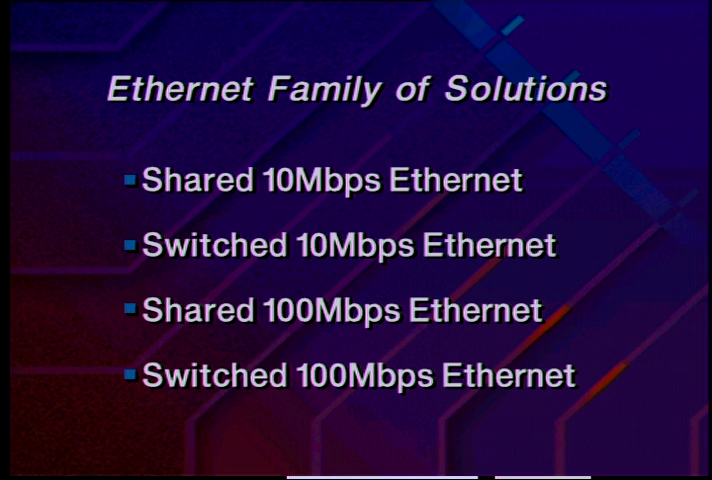 Ethernet Family of Solutions
Shared 10Mbps Ethernet
Switched 10Mbps Ethernet
Shared 100Mbps Ethernet
Switched 100Mbps Ethernet